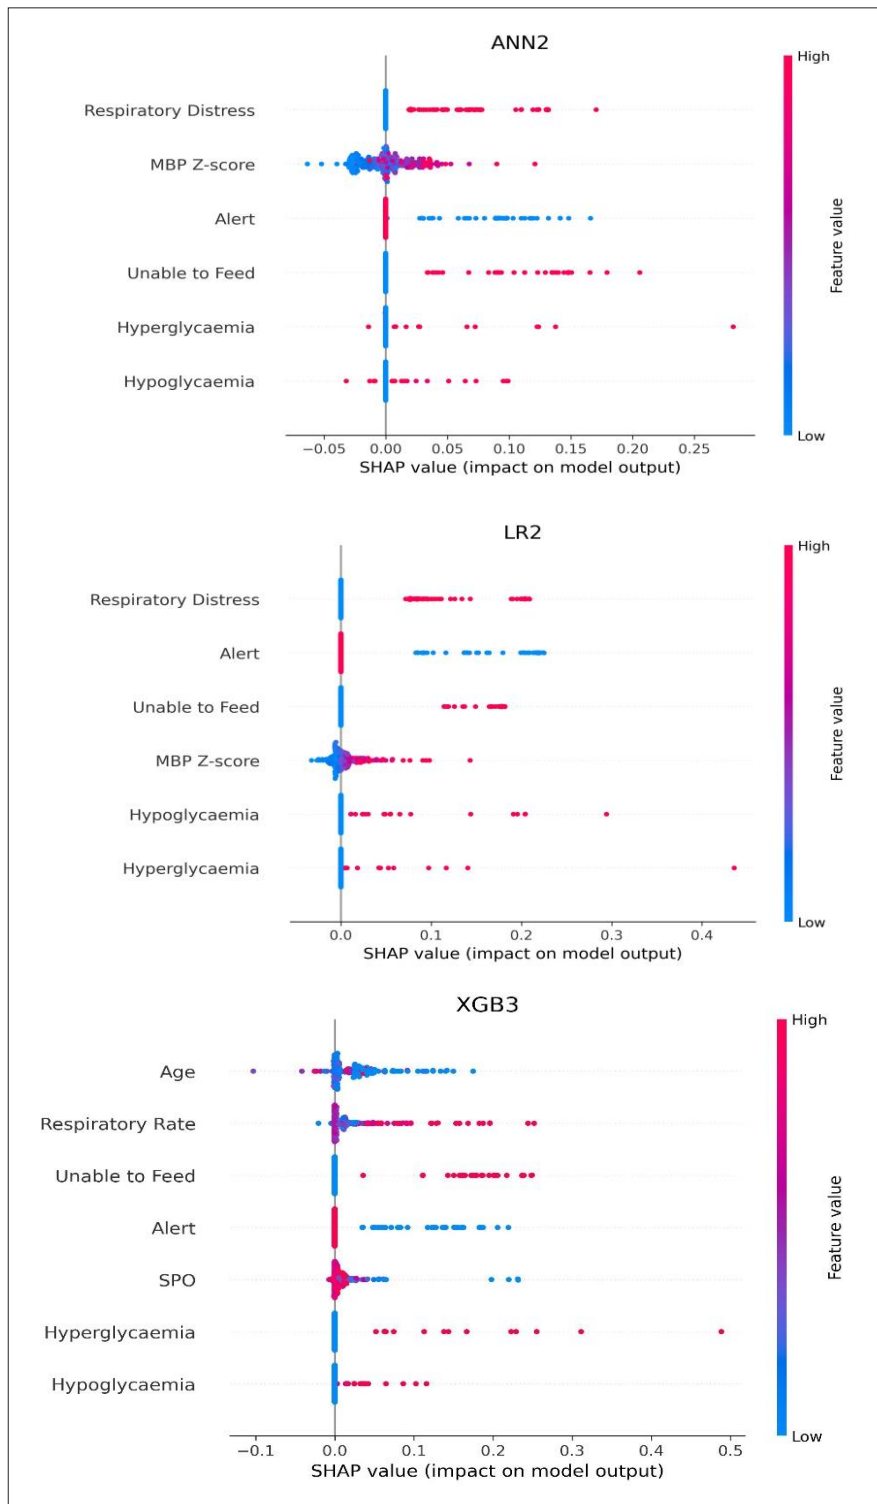 ANN2
High
Respiratory Distress
MBP Z-score
Alert
Unable to Feed
Hyperglycaemia
Hypoglycaemia
Feature value
Low
−0.05 0.00 0.05 0.10 0.15 0.20 0.25
SHAP value (impact on model output)
LR2
High
Respiratory Distress
Alert
Unable to Feed
MBP Z-score
Hypoglycaemia
Hyperglycaemia
Feature value
Low
0.0 0.1 0.2 0.3 0.4
SHAP value (impact on model output)
XGB3
High
Age
Respiratory Rate
Unable to Feed
Alert
SPO
Hyperglycaemia
Hypoglycaemia
Feature value
Low
−0.1 0.0 0.1 0.2 0.3 0.4 0.5
SHAP value (impact on model output)